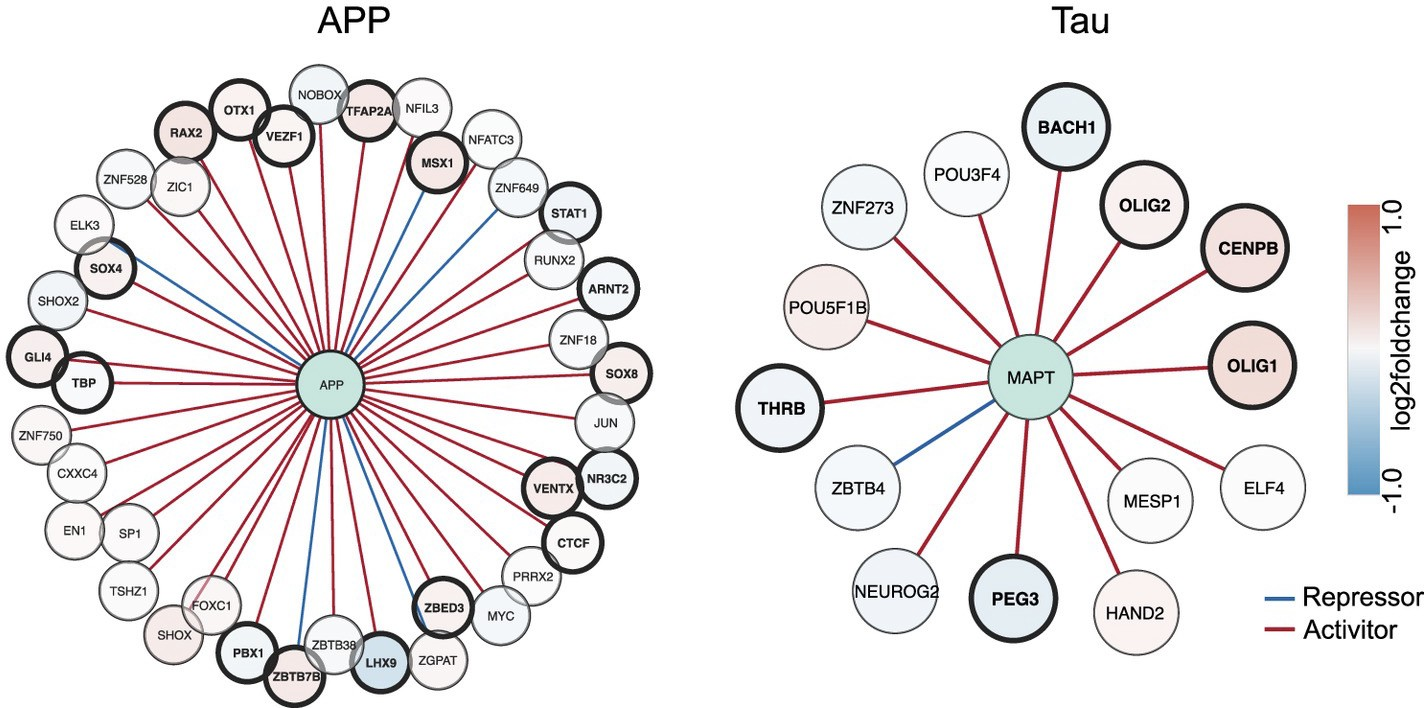 APP
Tau
NOBOX
TFAP2A
NFIL3
OTX1
VEZF1
RAX2
MSX1
NFATC3
ZNF528
ZIC1
ZNF649
STAT1
ELK3
SOX4
RUNX2
ARNT2
SHOX2
ZNF18
GLI4
TBP
APP
SOX8
JUN
ZNF750
CXXC4
VENTX
NR3C2
EN1
SP1
CTCF
TSHZ1
FOXC1
PRRX2
SHOX
ZBED3
MYC
PBX1
ZBTB38
ZBTB7B
LHX9
ZGPAT
BACH1
POU3F4
OLIG2
ZNF273
CENPB
POU5F1B
OLIG1
MAPT
THRB
ZBTB4
MESP1
ELF4
NEUROG2
PEG3
HAND2
1.0
log2foldchange
-1.0
Repressor
Activitor